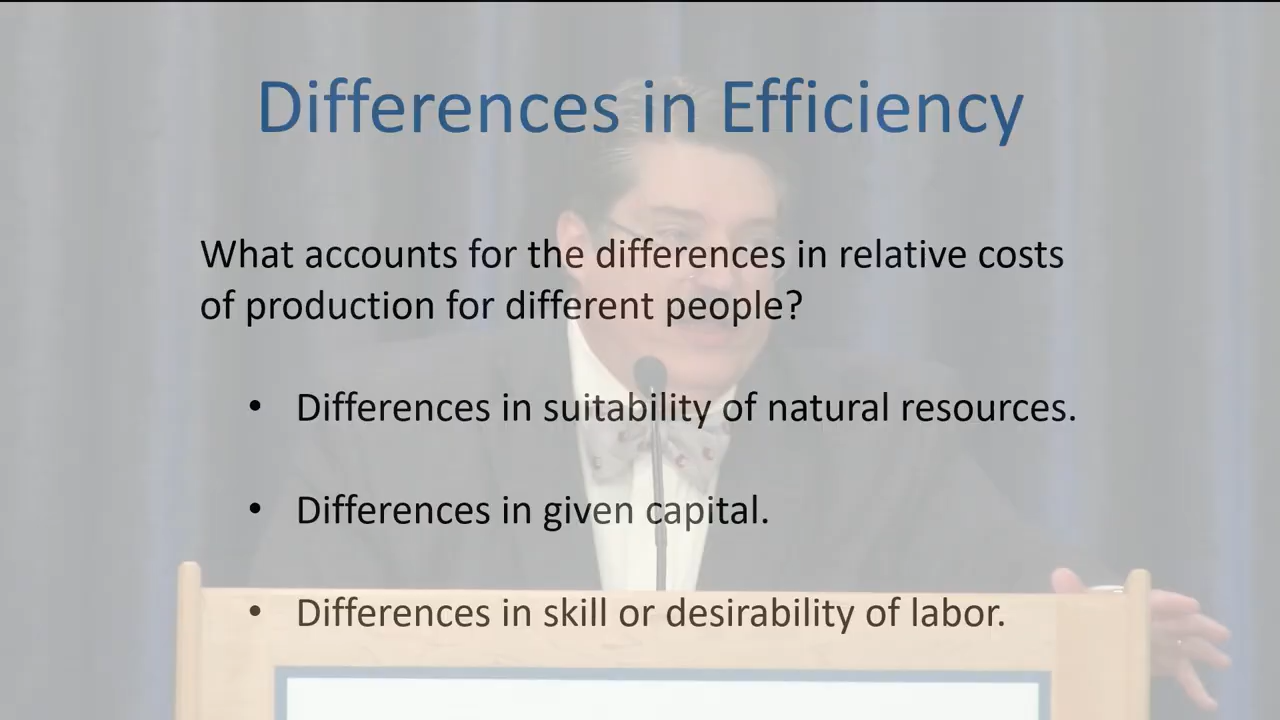 Differences in Efficiency
What accounts for the differences in relative costs
of production for different people?
• Differences in suitability of natural resources.
• Differences in given capital.
• Differences in skill or desirability of labor.